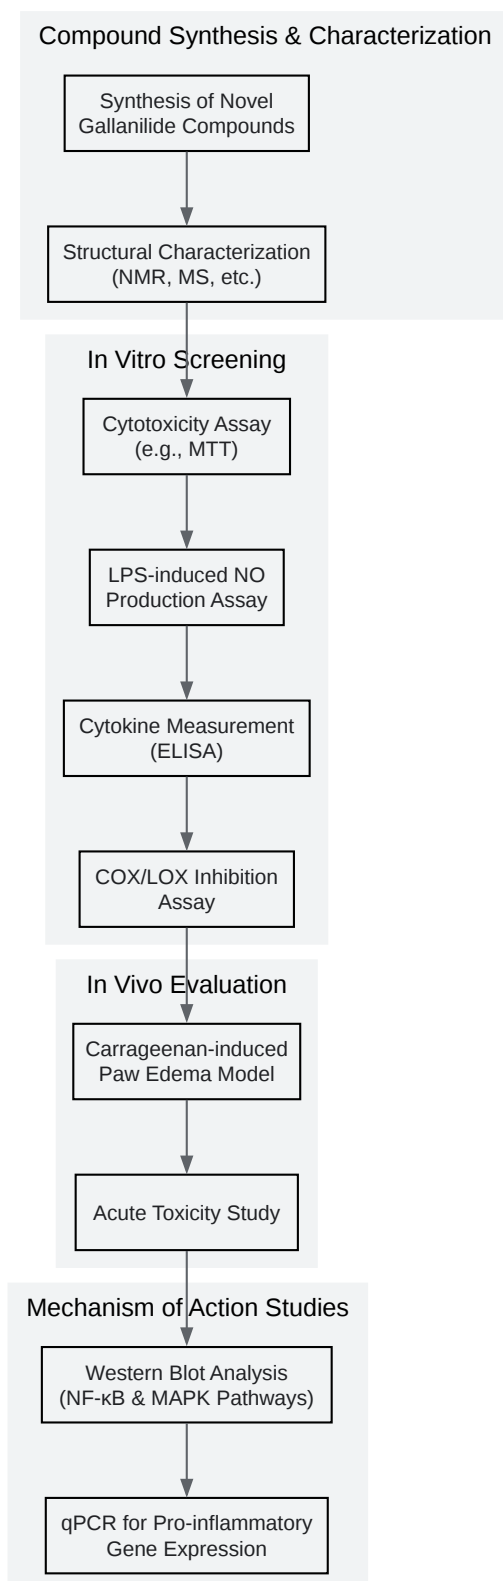 Compound Synthesis & Characterization
Synthesis of Novel
Gallanilide Compounds
Structural Characterization
(NMR, MS, etc.)
In Vitro Screening
Cytotoxicity Assay
(e.g., MTT)
LPS-induced NO
Production Assay
Cytokine Measurement
(ELISA)
COX/LOX Inhibition
Assay
In Vivo Evaluation
Carrageenan-induced
Paw Edema Model
Acute Toxicity Study
Mechanism of Action Studies
Western Blot Analysis
(NF-κB & MAPK Pathways)
qPCR for Pro-inflammatory
Gene Expression